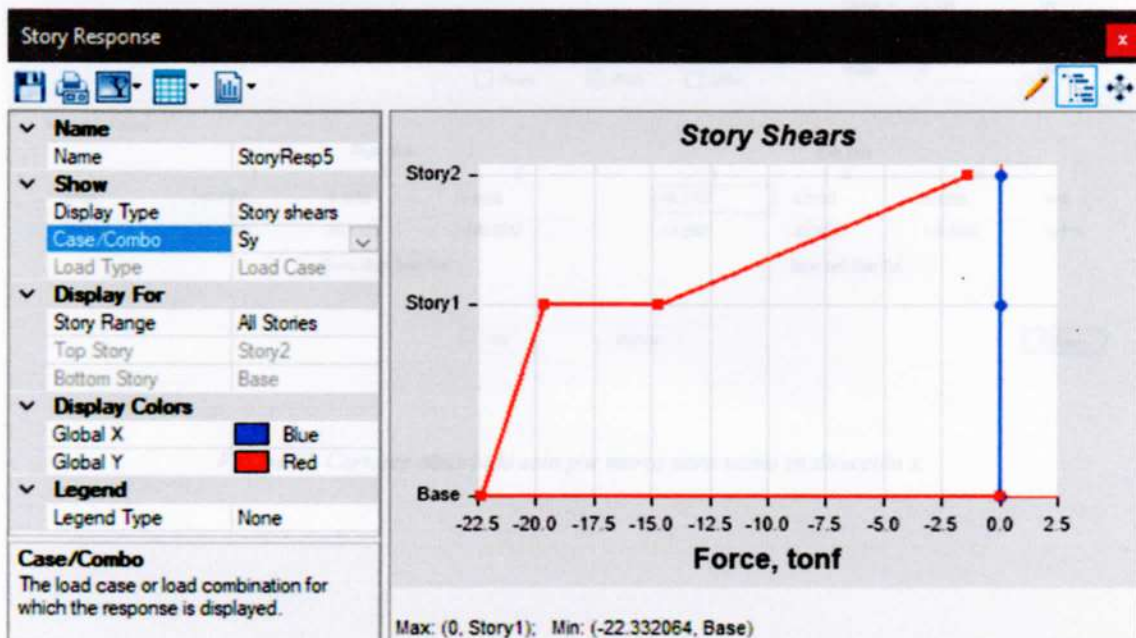 Story Response
x
Name
Name StoryResp5
Show
Display Type Story shears
Case/Combo Sy
Load Type Load Case
Display For
Story Range All Stories
Top Story Story2
Bottom Story Base
Display Colors
Global X Blue
Global Y Red
Legend
Legend Type None
Case/Combo
The load case or load combination for
which the response is displayed.
Story Shears
Story2
Story1
Base
-22.5 -20.0 -17.5 -15.0 -12.5 -10.0 -7.5 -5.0 -2.5 0.0 2.5
Force, tonf
Max: (0, Story1); Min: (-22.332064, Base)